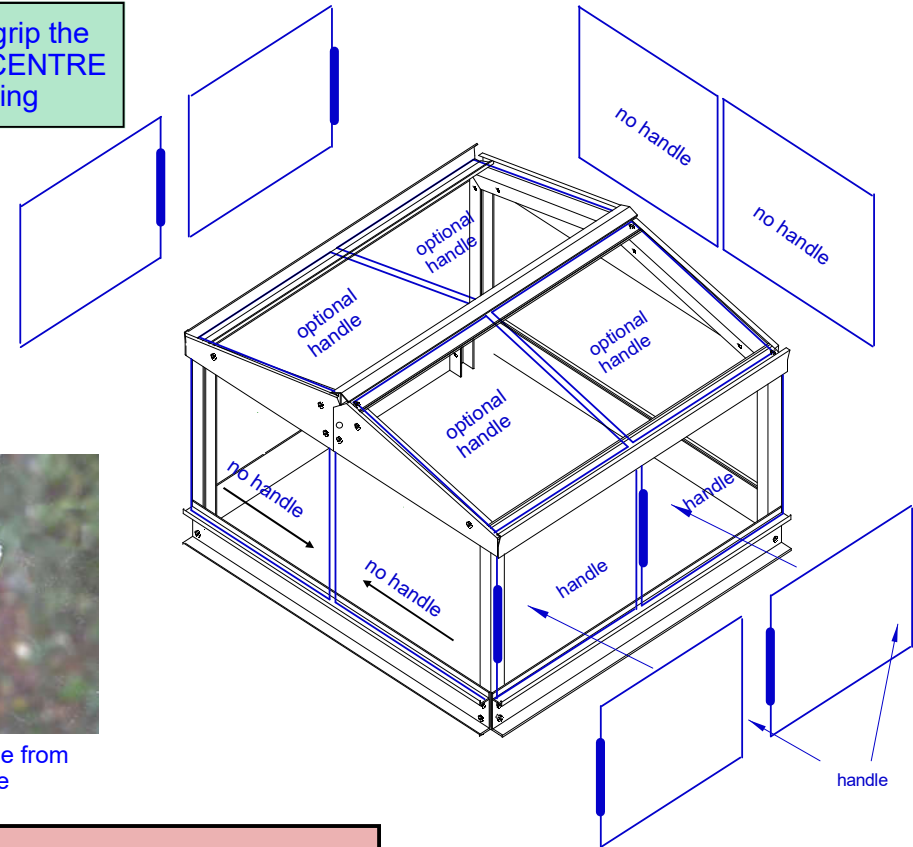 grip the
CENTRE
ing
no handle
no handle
optional
handle
optional
handle
optional
handle
optional
handle
no handle
no handle
handle
handle
e from
e
handle